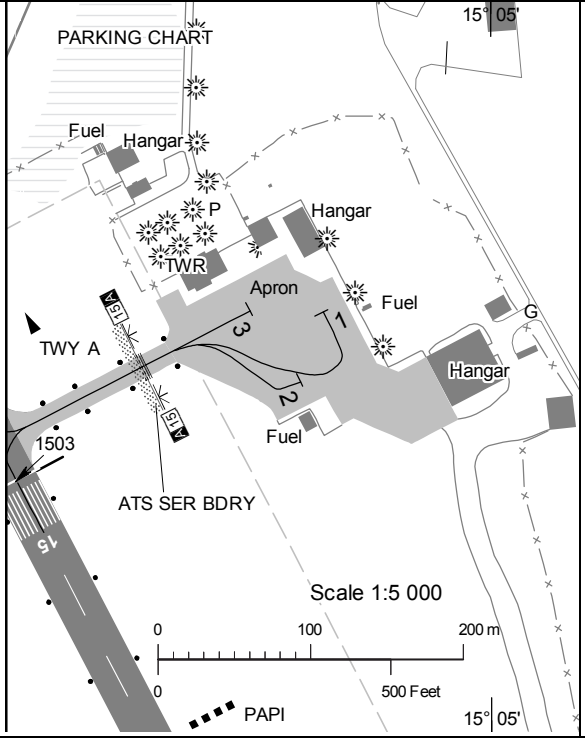 15° 05'
PARKING CHART
Fuel
Hangar
P
Hangar
TWR
Apron
15A
3
1
Fuel
G
TWY A
Hangar
2
A15
Fuel
1503
ATS SER BDRY
15
Scale 1:5 000
0 100 200 m
0 500 Feet
PAPI
15° 05'